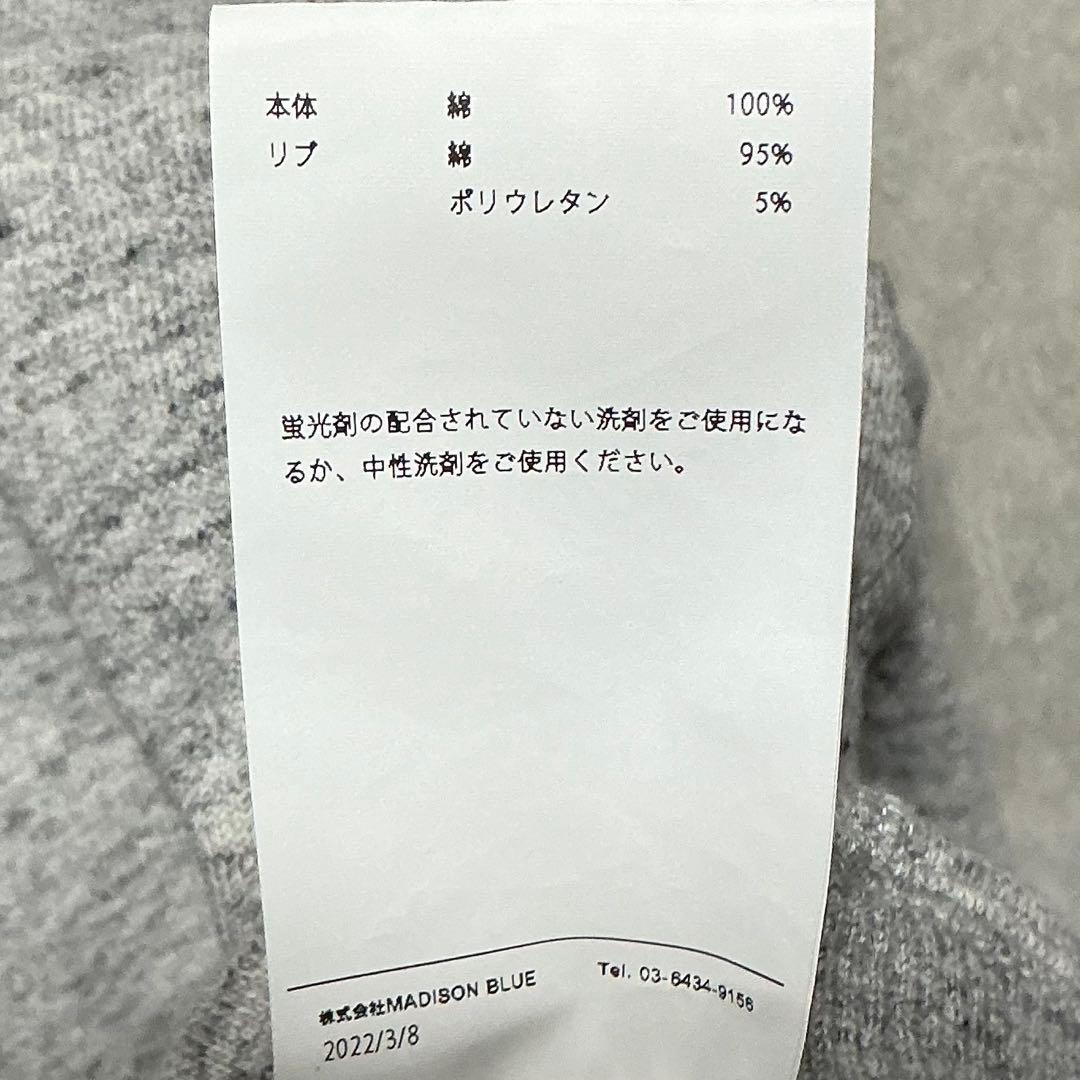 本体 綿 100%
リブ 綿 95%
ポリウレタン 5%
蛍光剤の配合されていない洗剤をご使用にな
るか、中性洗剤をご使用ください。
株式会社MADISON BLUE Tel. 03-6434-9156
2022/3/8